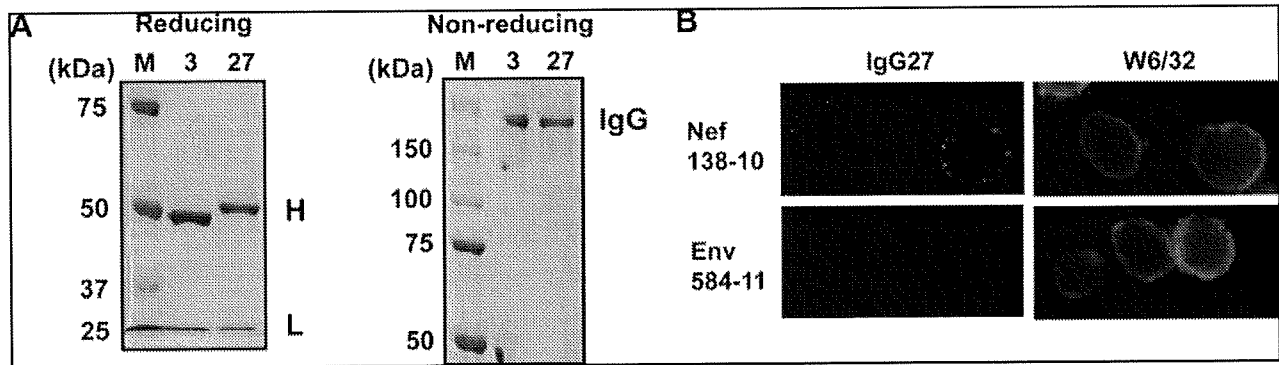 A
Reducing
(kDa) M 3 27
75
50
37
25
H
L
Non-reducing
(kDa) M 3 27
150
100
75
50
IgG
B
IgG27 W6/32
Nef
138-10
Env
584-11